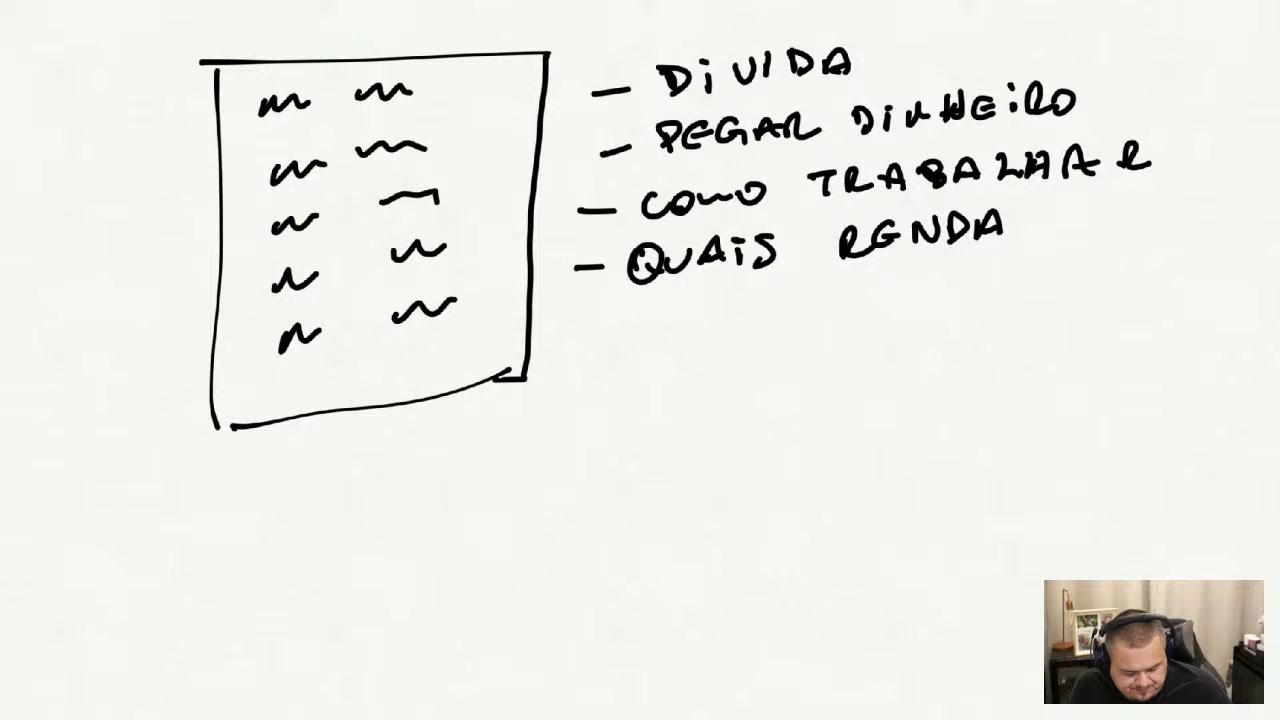 - DiVIDA
- PEGAR DINHEIRO
- COMO TRABALHAR
- QUAIS RENDA